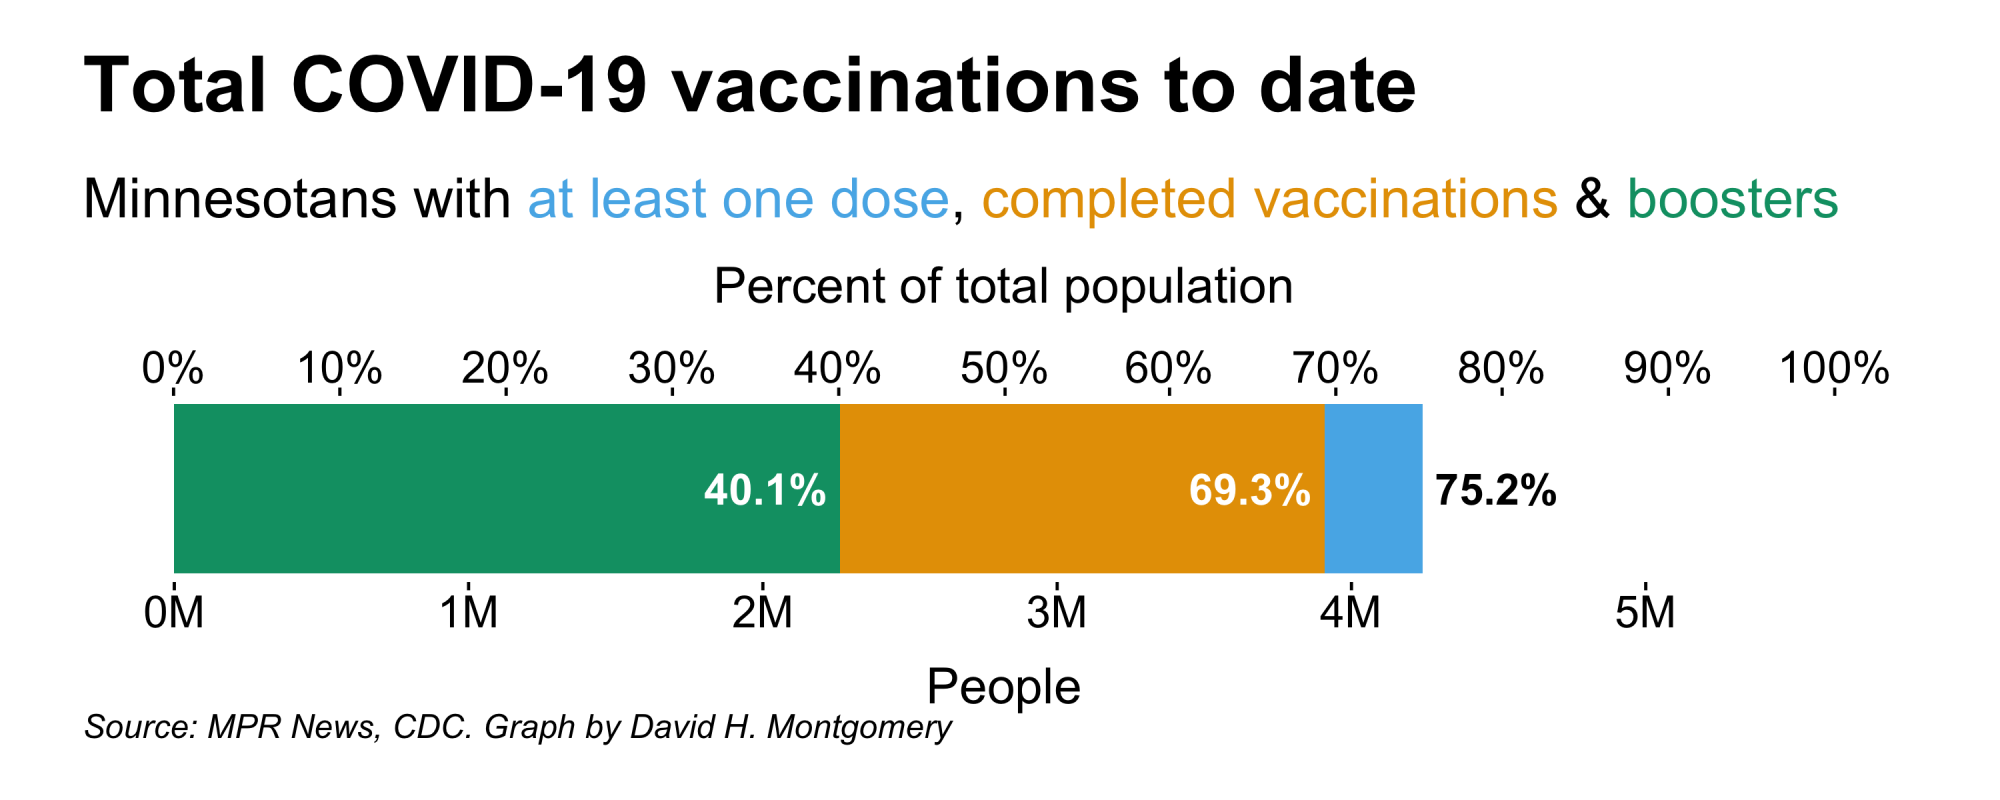 Total COVID-19 vaccinations to date
Minnesotans with at least one dose, completed vaccinations & boosters
Percent of total population
0% 10% 20% 30% 40% 50% 60% 70% 80% 90% 100%
40.1% 69.3% 75.2%
0M 1M 2M 3M 4M 5M
People
Source: MPR News, CDC. Graph by David H. Montgomery